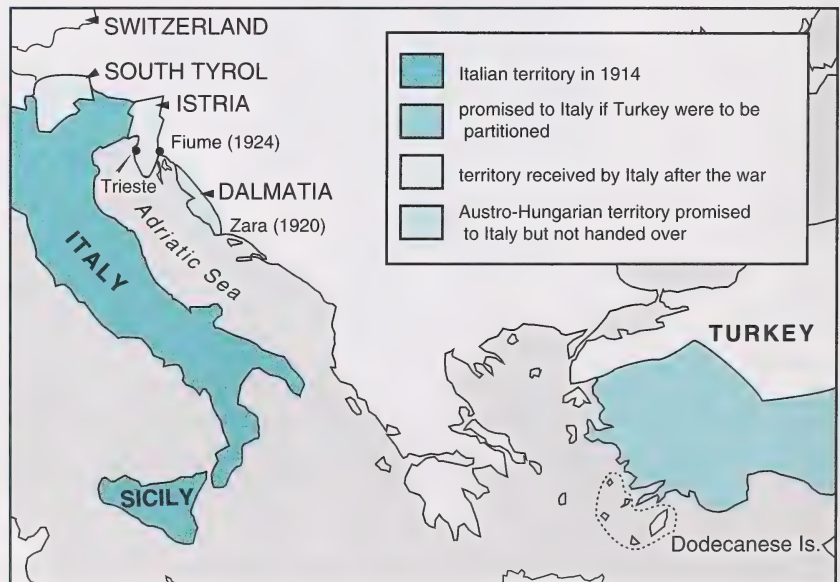 SWITZERLAND
SOUTH TYROL
ISTRIA
Fiume (1924)
Trieste
DALMATIA
Zara (1920)
Adriatic Sea
ITALY
SICILY
Italian territory in 1914
promised to Italy if Turkey were to be
partitioned
territory received by Italy after the war
Austro-Hungarian territory promised
to Italy but not handed over
TURKEY
Dodecanese Is.